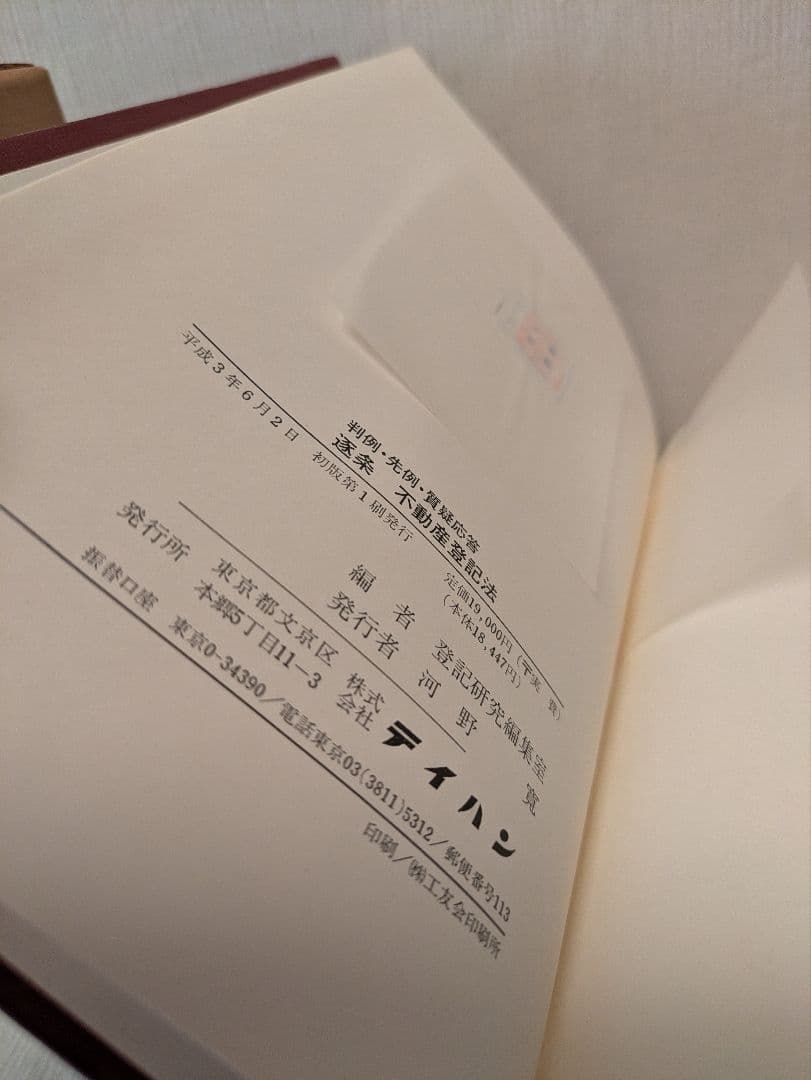 判例・先例・質疑応答
逐条 不動産登記法
定価19,000円(〒実費)
(本体18,447円)
平成3年6月2日 初版第1刷発行
編者 登記研究編集室
発行者 河野 寛
発行所 東京都文京区本郷5丁目11-3 株式会社 テイハン
振替口座 東京0-34390/電話東京03(3811)5312/郵便番号113
印刷/㈱工友会印刷所